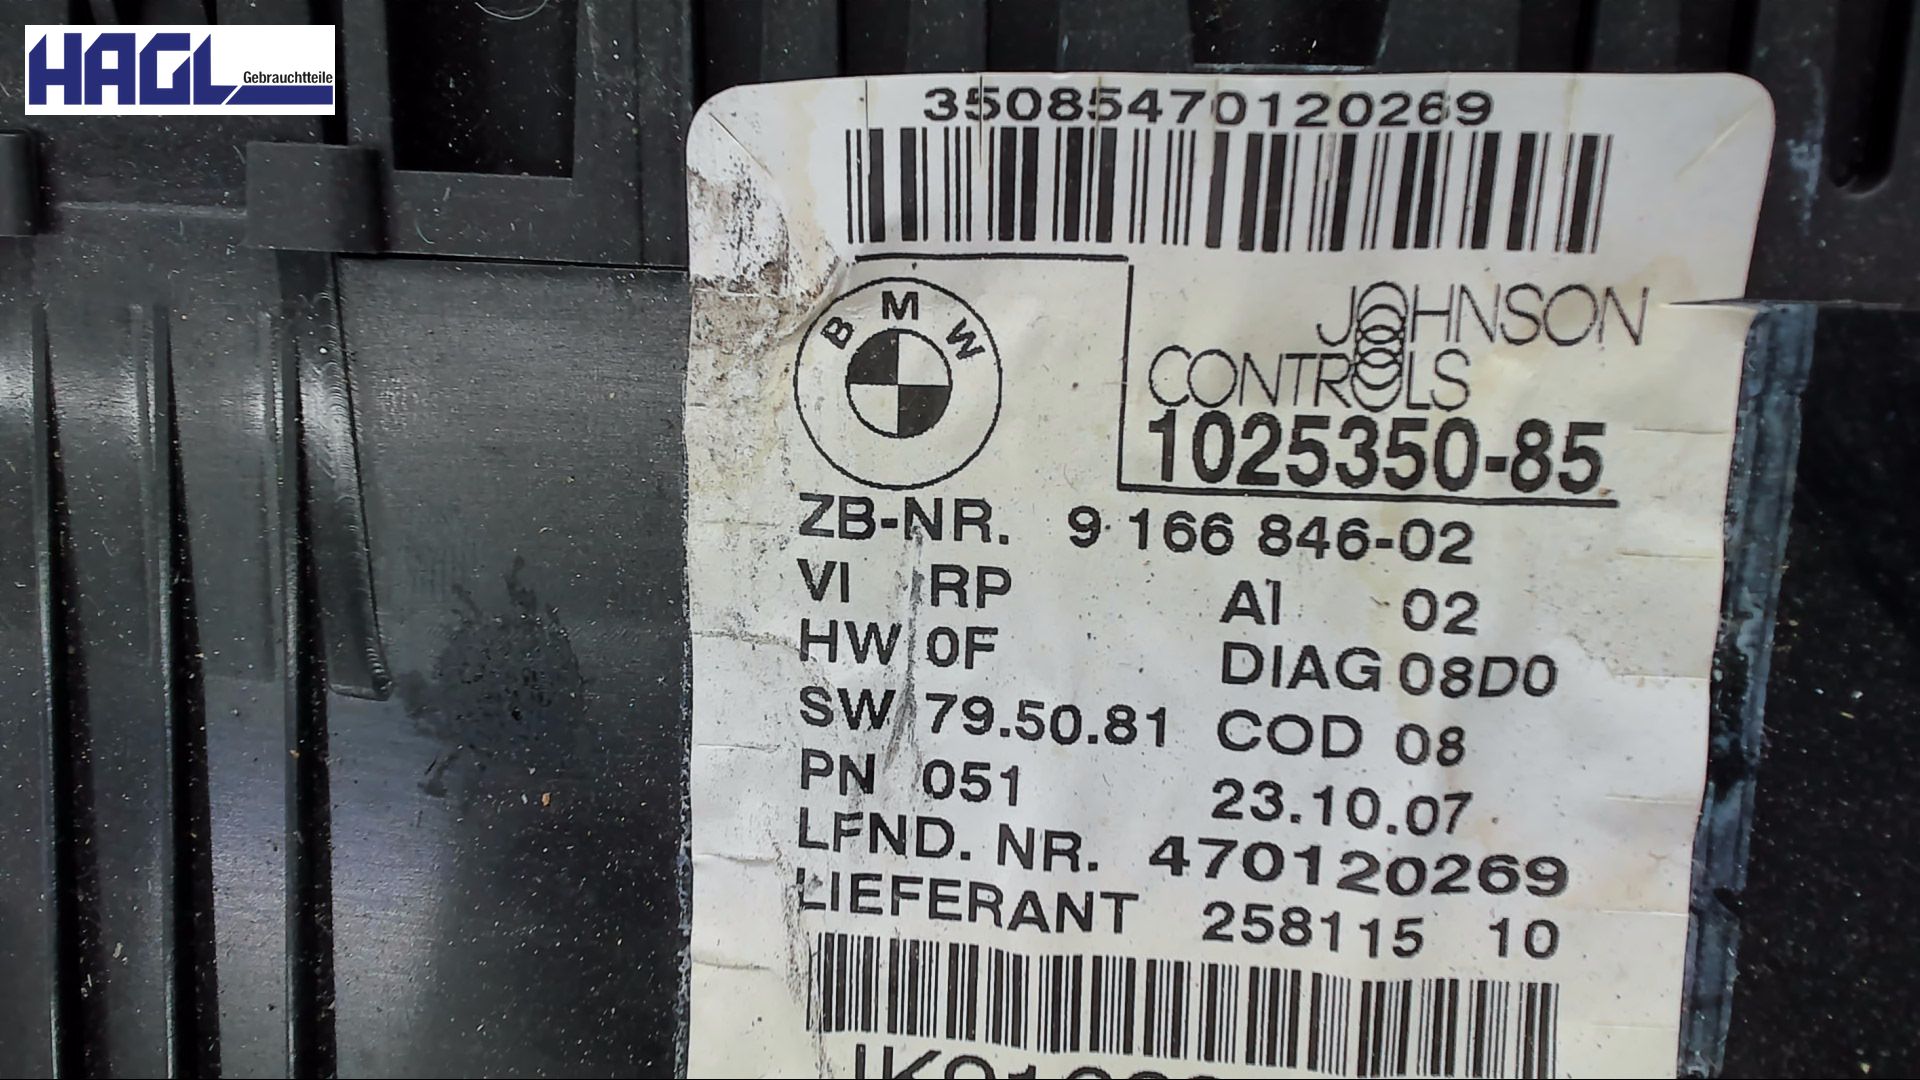 HAGL Gebrauchtteile
35085470120269
BMW
JOHNSON
CONTROLS
1025350-85
ZB-NR. 9 166 846-02
VI RP AI 02
HW 0F DIAG 08D0
SW 79.50.81 COD 08
PN 051 23.10.07
LFND. NR. 470120269
LIEFERANT 258115 10